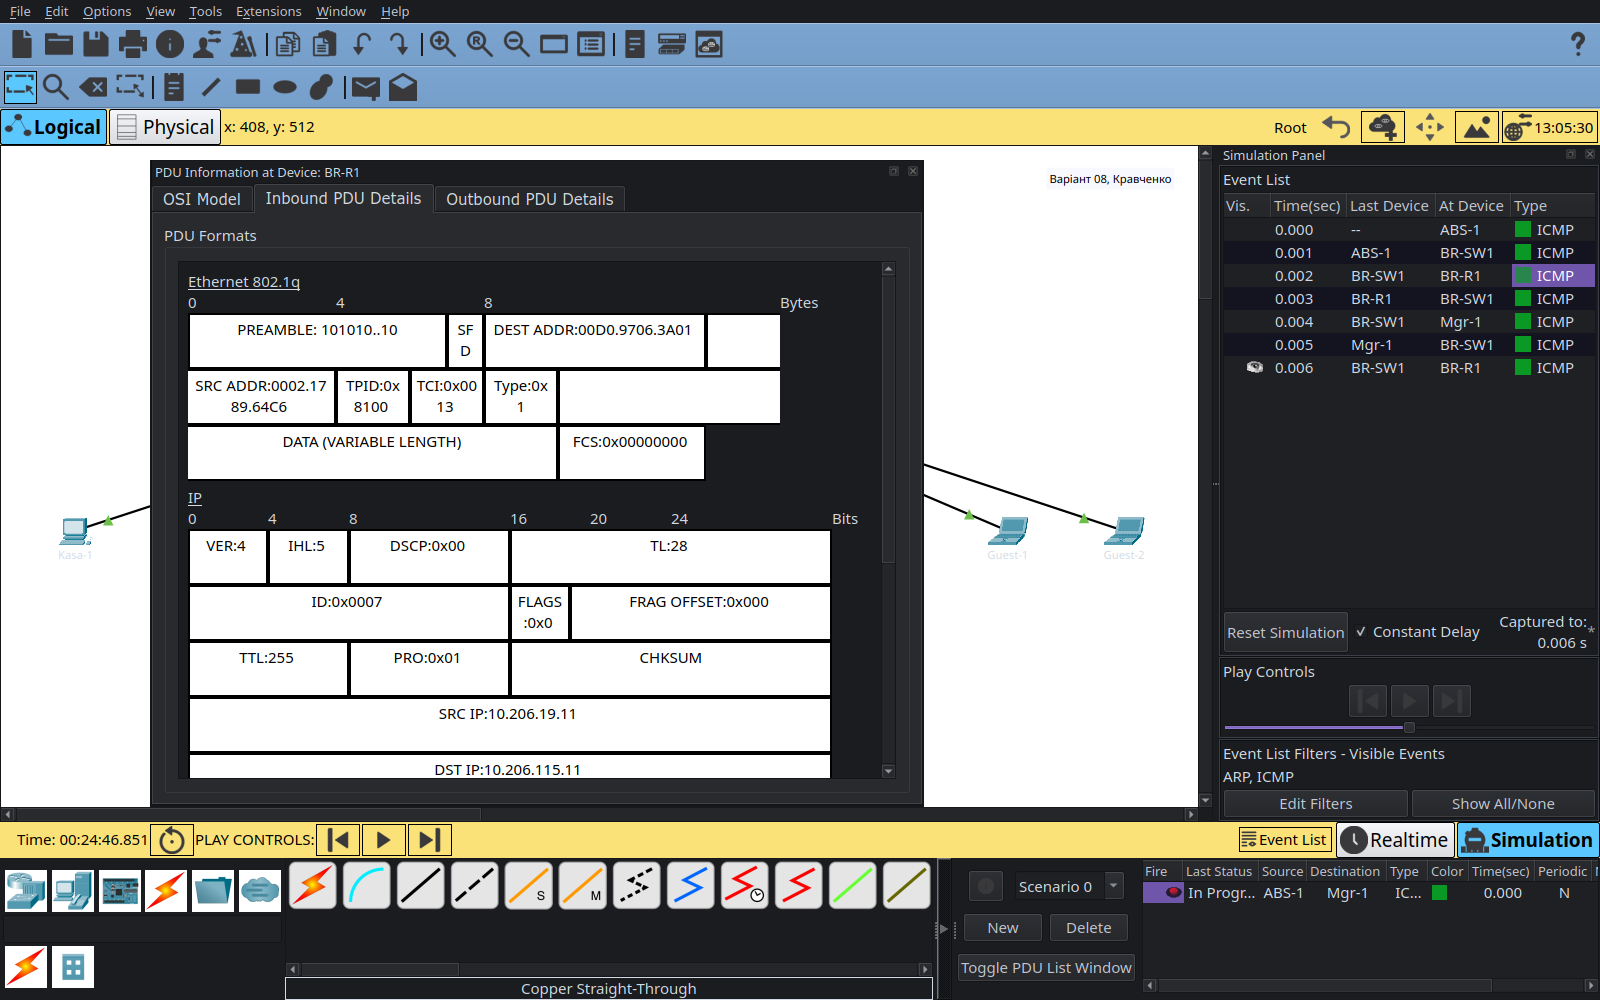 File Edit Options View Tools Extensions Window Help
Logical Physical x: 408, y: 512 Root 13:05:30
PDU Information at Device: BR-R1
OSI Model Inbound PDU Details Outbound PDU Details
PDU Formats
Ethernet 802.1q
0 4 8 Bytes
PREAMBLE: 101010..10 SF D DEST ADDR:00D0.9706.3A01
SRC ADDR:0002.17 89.64C6 TPID:0x 8100 TCI:0x00 13 Type:0x 1
DATA (VARIABLE LENGTH) FCS:0x00000000
IP
0 4 8 16 20 24 Bits
VER:4 IHL:5 DSCP:0x00 TL:28
ID:0x0007 FLAGS :0x0 FRAG OFFSET:0x000
TTL:255 PRO:0x01 CHKSUM
SRC IP:10.206.19.11
DST IP:10.206.115.11
Варіант 08, Кравченко
Kasa-1
Guest-1
Guest-2
Simulation Panel
Event List
Vis. Time(sec) Last Device At Device Type
0.000 -- ABS-1 ICMP
0.001 ABS-1 BR-SW1 ICMP
0.002 BR-SW1 BR-R1 ICMP
0.003 BR-R1 BR-SW1 ICMP
0.004 BR-SW1 Mgr-1 ICMP
0.005 Mgr-1 BR-SW1 ICMP
0.006 BR-SW1 BR-R1 ICMP
Reset Simulation Constant Delay Captured to: *
0.006 s
Play Controls
Event List Filters - Visible Events
ARP, ICMP
Edit Filters Show All/None
Time: 00:24:46.851 PLAY CONTROLS: Event List Realtime Simulation
S M
Copper Straight-Through
Scenario 0
New Delete
Toggle PDU List Window
Fire Last Status Source Destination Type Color Time(sec) Periodic
In Progr... ABS-1 Mgr-1 IC... 0.000 N